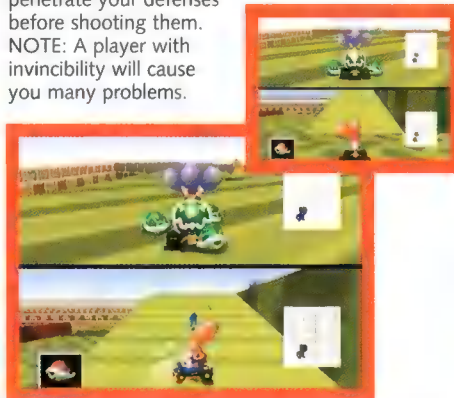 penetrate your defenses
before shooting them.
NOTE: A player with
invincibility will cause
you many problems.